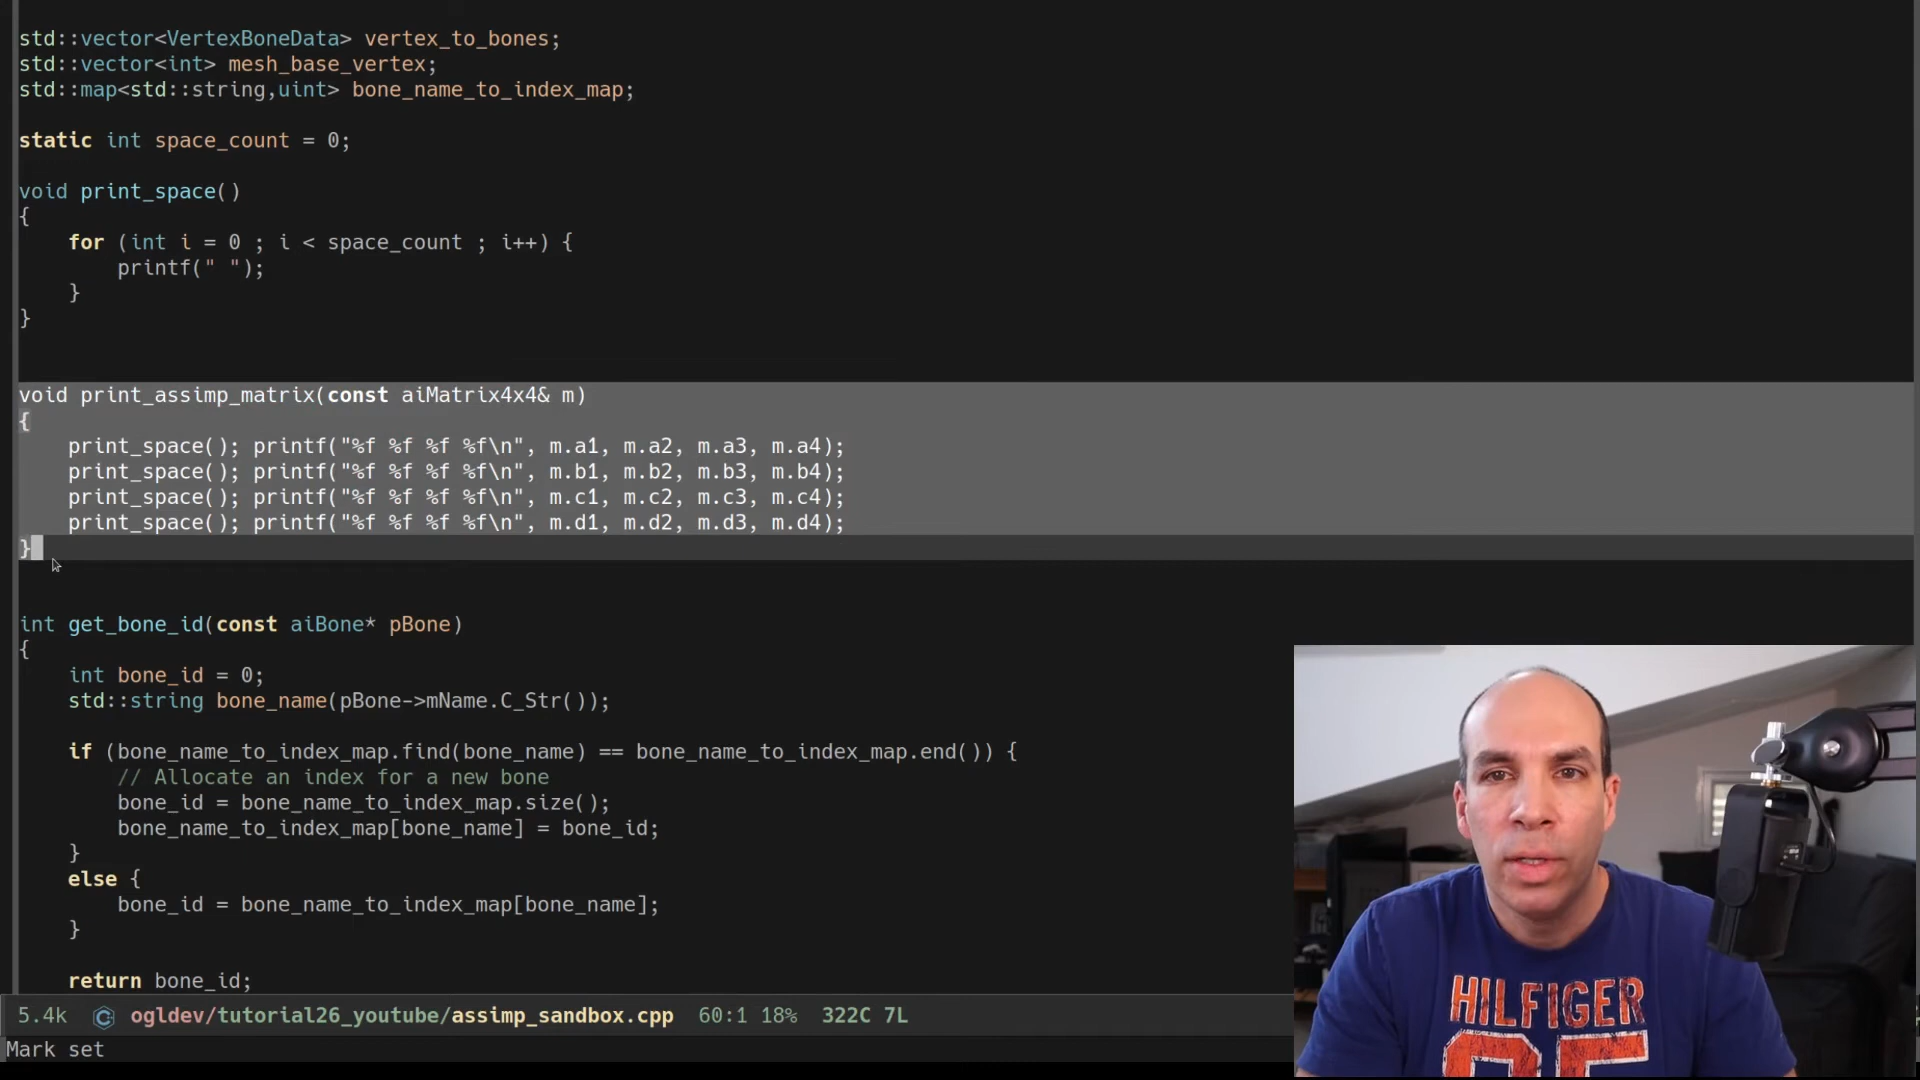 std::vector<VertexBoneData> vertex_to_bones;
std::vector<int> mesh_base_vertex;
std::map<std::string,uint> bone_name_to_index_map;
static int space_count = 0;
void print_space()
{
for (int i = 0 ; i < space_count ; i++) {
printf(" ");
}
}
void print_assimp_matrix(const aiMatrix4x4& m)
{
print_space(); printf("%f %f %f %f\n", m.a1, m.a2, m.a3, m.a4);
print_space(); printf("%f %f %f %f\n", m.b1, m.b2, m.b3, m.b4);
print_space(); printf("%f %f %f %f\n", m.c1, m.c2, m.c3, m.c4);
print_space(); printf("%f %f %f %f\n", m.d1, m.d2, m.d3, m.d4);
}
int get_bone_id(const aiBone* pBone)
{
int bone_id = 0;
std::string bone_name(pBone->mName.C_Str());
if (bone_name_to_index_map.find(bone_name) == bone_name_to_index_map.end()) {
// Allocate an index for a new bone
bone_id = bone_name_to_index_map.size();
bone_name_to_index_map[bone_name] = bone_id;
}
else {
bone_id = bone_name_to_index_map[bone_name];
}
return bone_id;
5.4k ogldev/tutorial26_youtube/assimp_sandbox.cpp 60:1 18% 322C 7L
Mark set
HILFIGER
85